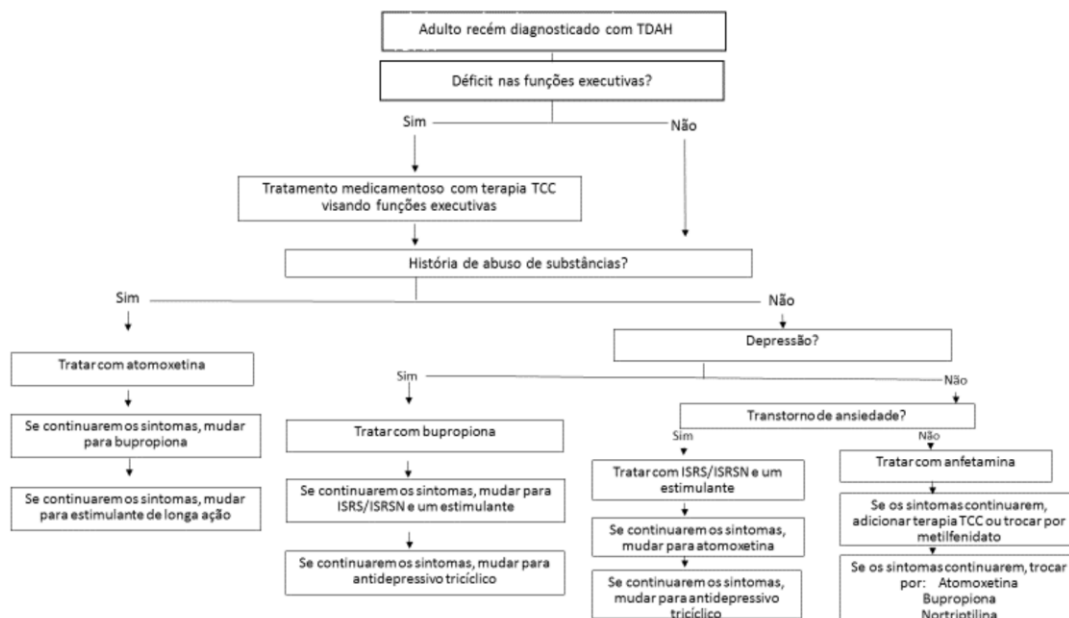 Adulto recém diagnosticado com TDAH
Déficit nas funções executivas?
Sim
Não
Tratamento medicamentoso com terapia TCC
visando funções executivas
História de abuso de substâncias?
Sim
Não
Tratar com atomoxetina
Se continuarem os sintomas, mudar
para bupropiona
Se continuarem os sintomas, mudar
para estimulante de longa ação
Depressão?
Sim
Não
Tratar com bupropiona
Se continuarem os sintomas, mudar para
ISRS/ISRSN e um estimulante
Se continuarem os sintomas, mudar para
antidepressivo tricíclico
Transtorno de ansiedade?
Sim
Não
Tratar com ISRS/ISRSN e um
estimulante
Se continuarem os sintomas,
mudar para atomoxetina
Se continuarem os sintomas,
mudar para antidepressivo
tricíclico
Tratar com anfetamina
Se os sintomas continuarem,
adicionar terapia TCC ou trocar por
metilfenidato
Se os sintomas continuarem, trocar
por: Atomoxetina
Bupropiona
Nortriptilina